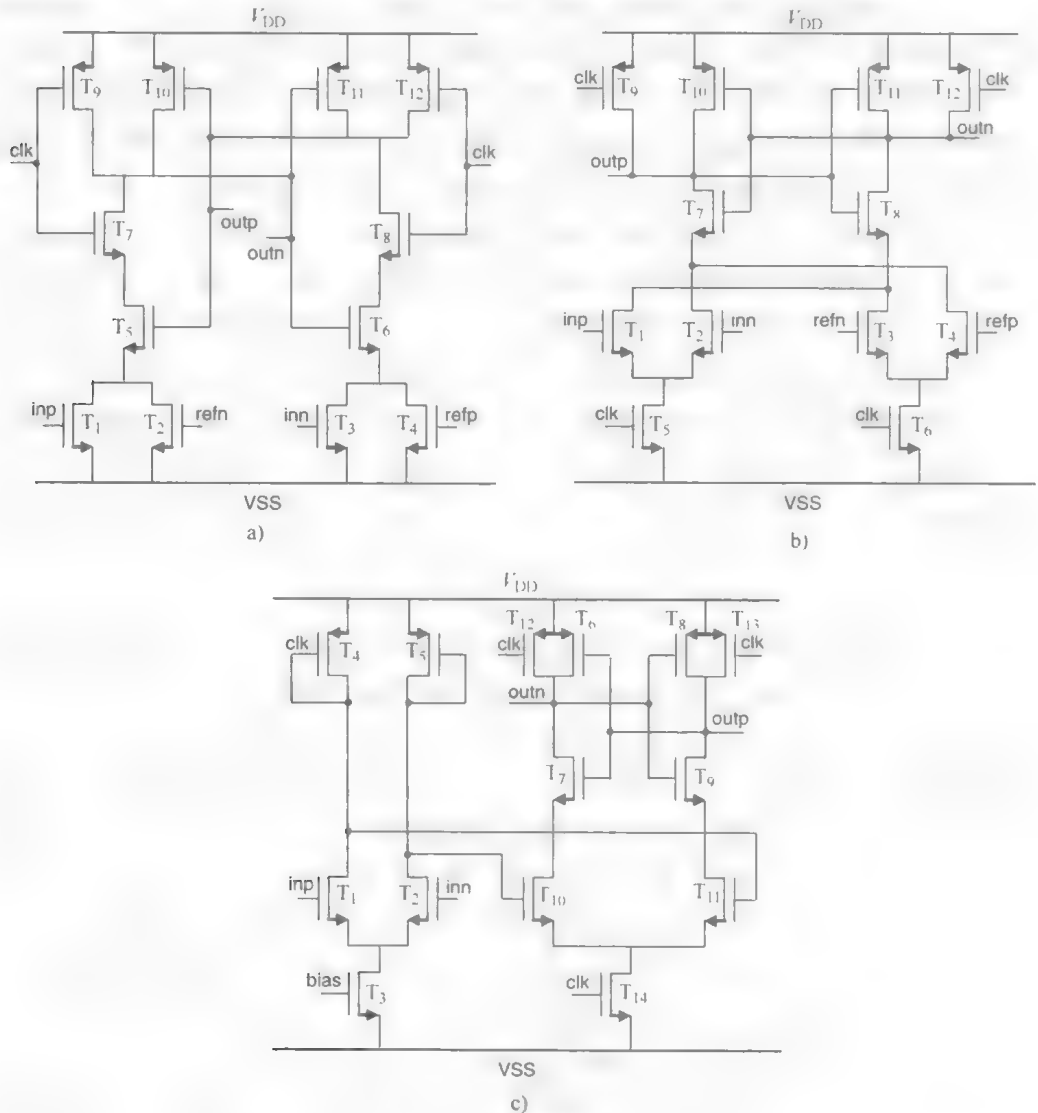 V_DD V_DD
T9 T10 T11 T12 clk T9 T10 T11 T12 clk
clk clk outn
outp
T7 T8 T7 T8
outp
outn
T5 T6
inp T1 T2 inn refn T3 T4 refp
inp T1 T2 refn inn T3 T4 refp clk T5 clk T6
VSS VSS
a) b)
V_DD
T12 T6 T8 T13
clk T4 T5 clk clk
outn
outp
T7 T9
inp T1 T2 inn T10 T11
bias T3 clk T14
VSS
c)